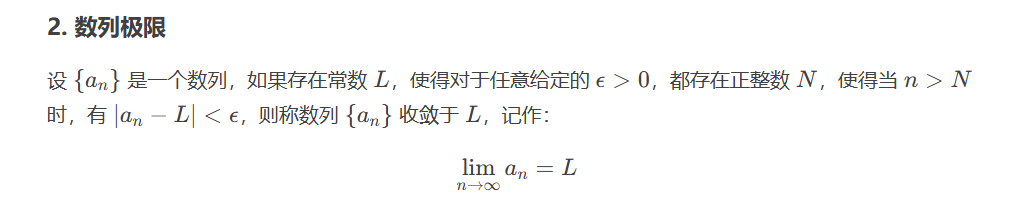 2. 数列极限
设 {aₙ} 是一个数列，如果存在常数 L，使得对于任意给定的 ϵ > 0，都存在正整数 N，使得当 n > N
时，有 |aₙ − L| < ϵ，则称数列 {aₙ} 收敛于 L，记作：
lim aₙ = L
n→∞